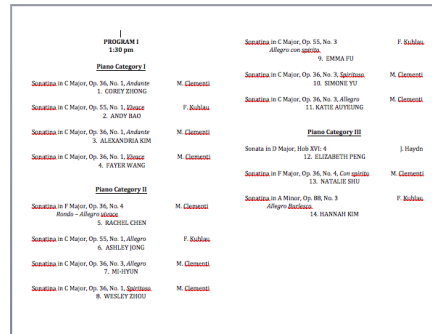 PROGRAM I
1:30 pm
Piano Category I
Sonatina in C Major, Op. 36, No. 1, Andante M. Clementi
1. COREY ZHONG
Sonatina in C Major, Op. 55, No. 1, Vivace F. Kuhlau
2. ANDY BAO
Sonatina in C Major, Op. 36, No. 1, Andante M. Clementi
3. ALEXANDRIA KIM
Sonatina in C Major, Op. 36, No. 1, Vivace M. Clementi
4. FAYER WANG
Piano Category II
Sonatina in F Major, Op. 36, No. 4 M. Clementi
Rondo – Allegro vivace
5. RACHEL CHEN
Sonatina in C Major, Op. 55, No. 1, Allegro F. Kuhlau
6. ASHLEY JONG
Sonatina in C Major, Op. 36, No. 3, Allegro M. Clementi
7. MI-HYUN
Sonatina in C Major, Op. 36, No. 1, Spiritoso M. Clementi
8. WESLEY ZHOU
Sonatina in C Major, Op. 55, No. 3 F. Kuhlau
Allegro con spirito
9. EMMA FU
Sonatina in C Major, Op. 36, No. 3, Spiritoso M. Clementi
10. SIMONE YU
Sonatina in C Major, Op. 36, No. 3, Allegro M. Clementi
11. KATIE AUYEUNG
Piano Category III
Sonata in D Major, Hob XVI: 4 J. Haydn
12. ELIZABETH PENG
Sonatina in F Major, Op. 36, No. 4, Con spirito M. Clementi
13. NATALIE SHU
Sonatina in A Minor, Op. 88, No. 3 F. Kuhlau
Allegro Burlesco
14. HANNAH KIM